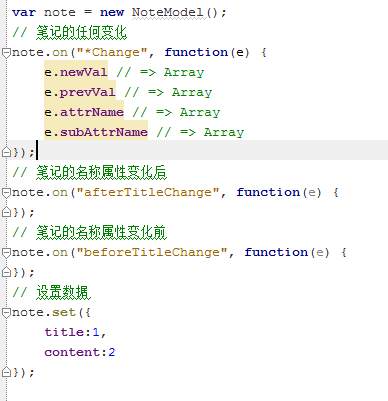 var note = new NoteModel();
// 笔记的任何变化
note.on("*Change", function(e) {
    e.newVal // => Array
    e.prevVal // => Array
    e.attrName // => Array
    e.subAttrName // => Array
});
// 笔记的名称属性变化后
note.on("afterTitleChange", function(e) {
});
// 笔记的名称属性变化前
note.on("beforeTitleChange", function(e) {
});
// 设置数据
note.set({
    title:1,
    content:2
});